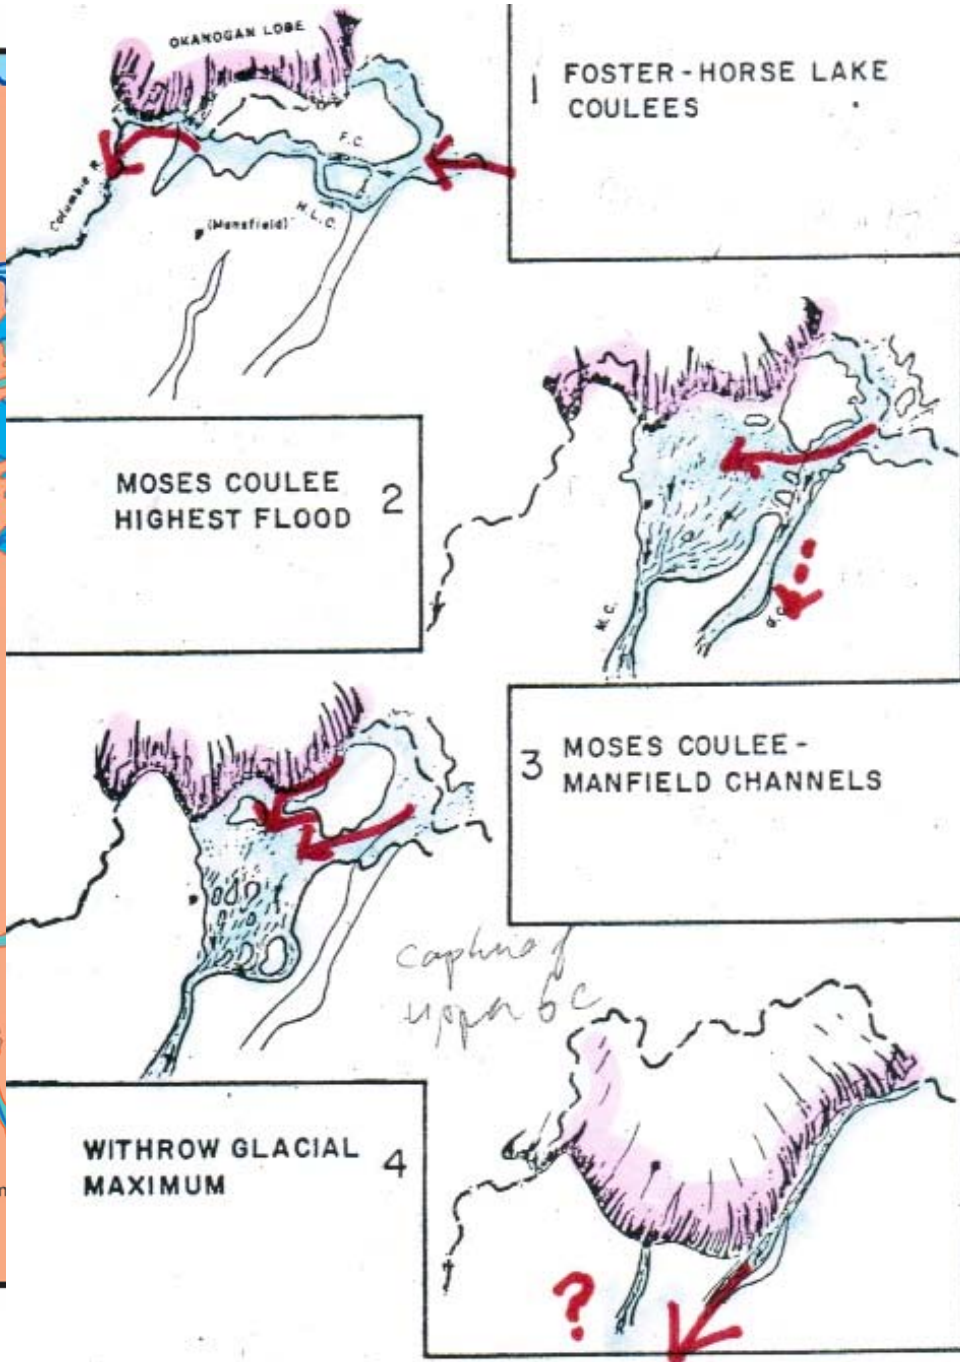 OKANOGAN LOBE
1 FOSTER-HORSE LAKE
COULEES
F.C.
Columbia R.
H.L.C.
(Mansfield)
MOSES COULEE
HIGHEST FLOOD 2
M.C.
G.C.
3 MOSES COULEE-
MANFIELD CHANNELS
capture of
upper GC
WITHROW GLACIAL
MAXIMUM 4
?